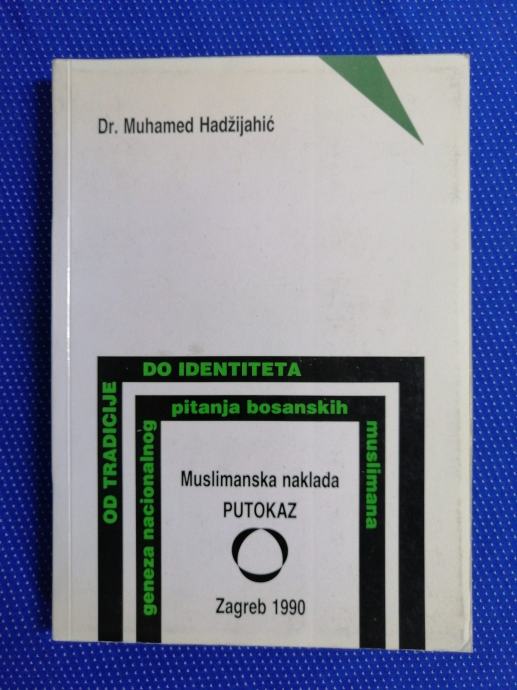 Dr. Muhamed Hadžijahić
OD TRADICIJE
DO IDENTITETA
geneza nacionalnog
pitanja bosanskih
muslimana
Muslimanska naklada
PUTOKAZ
Zagreb 1990